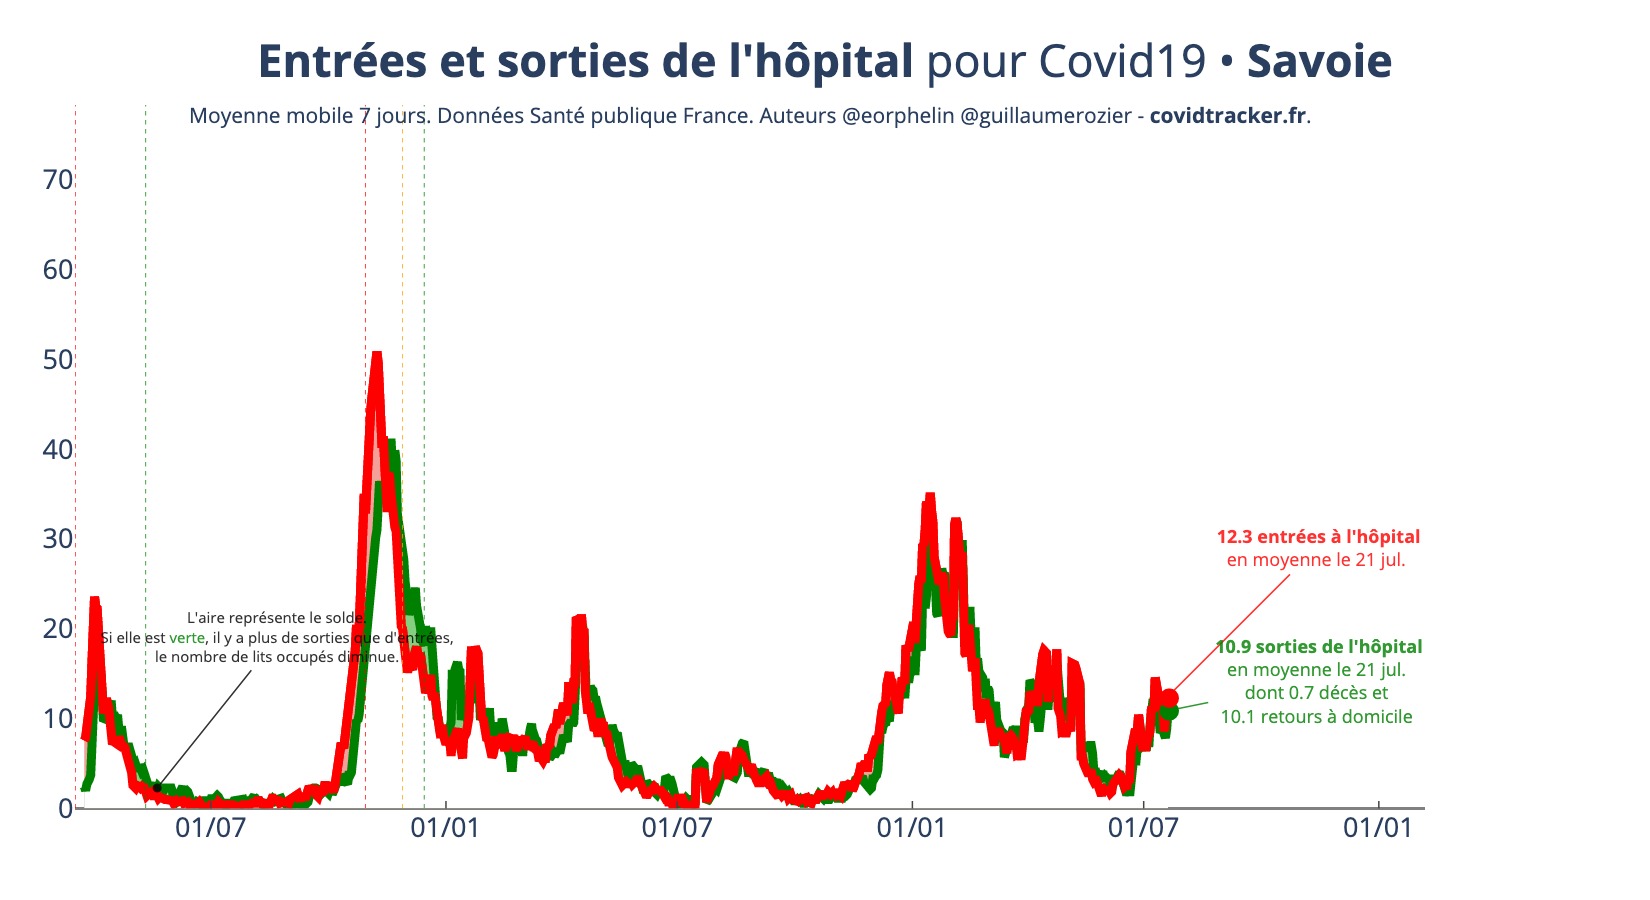 Entrées et sorties de l'hôpital pour Covid19 • Savoie
Moyenne mobile 7 jours. Données Santé publique France. Auteurs @eorphelin @guillaumerozier - covidtracker.fr.
70
60
50
40
30
20
10
0
L'aire représente le solde.
Si elle est verte, il y a plus de sorties que d'entrées,
le nombre de lits occupés diminue.
12.3 entrées à l'hôpital
en moyenne le 21 jul.
10.9 sorties de l'hôpital
en moyenne le 21 jul.
dont 0.7 décès et
10.1 retours à domicile
01/07
01/01
01/07
01/01
01/07
01/01